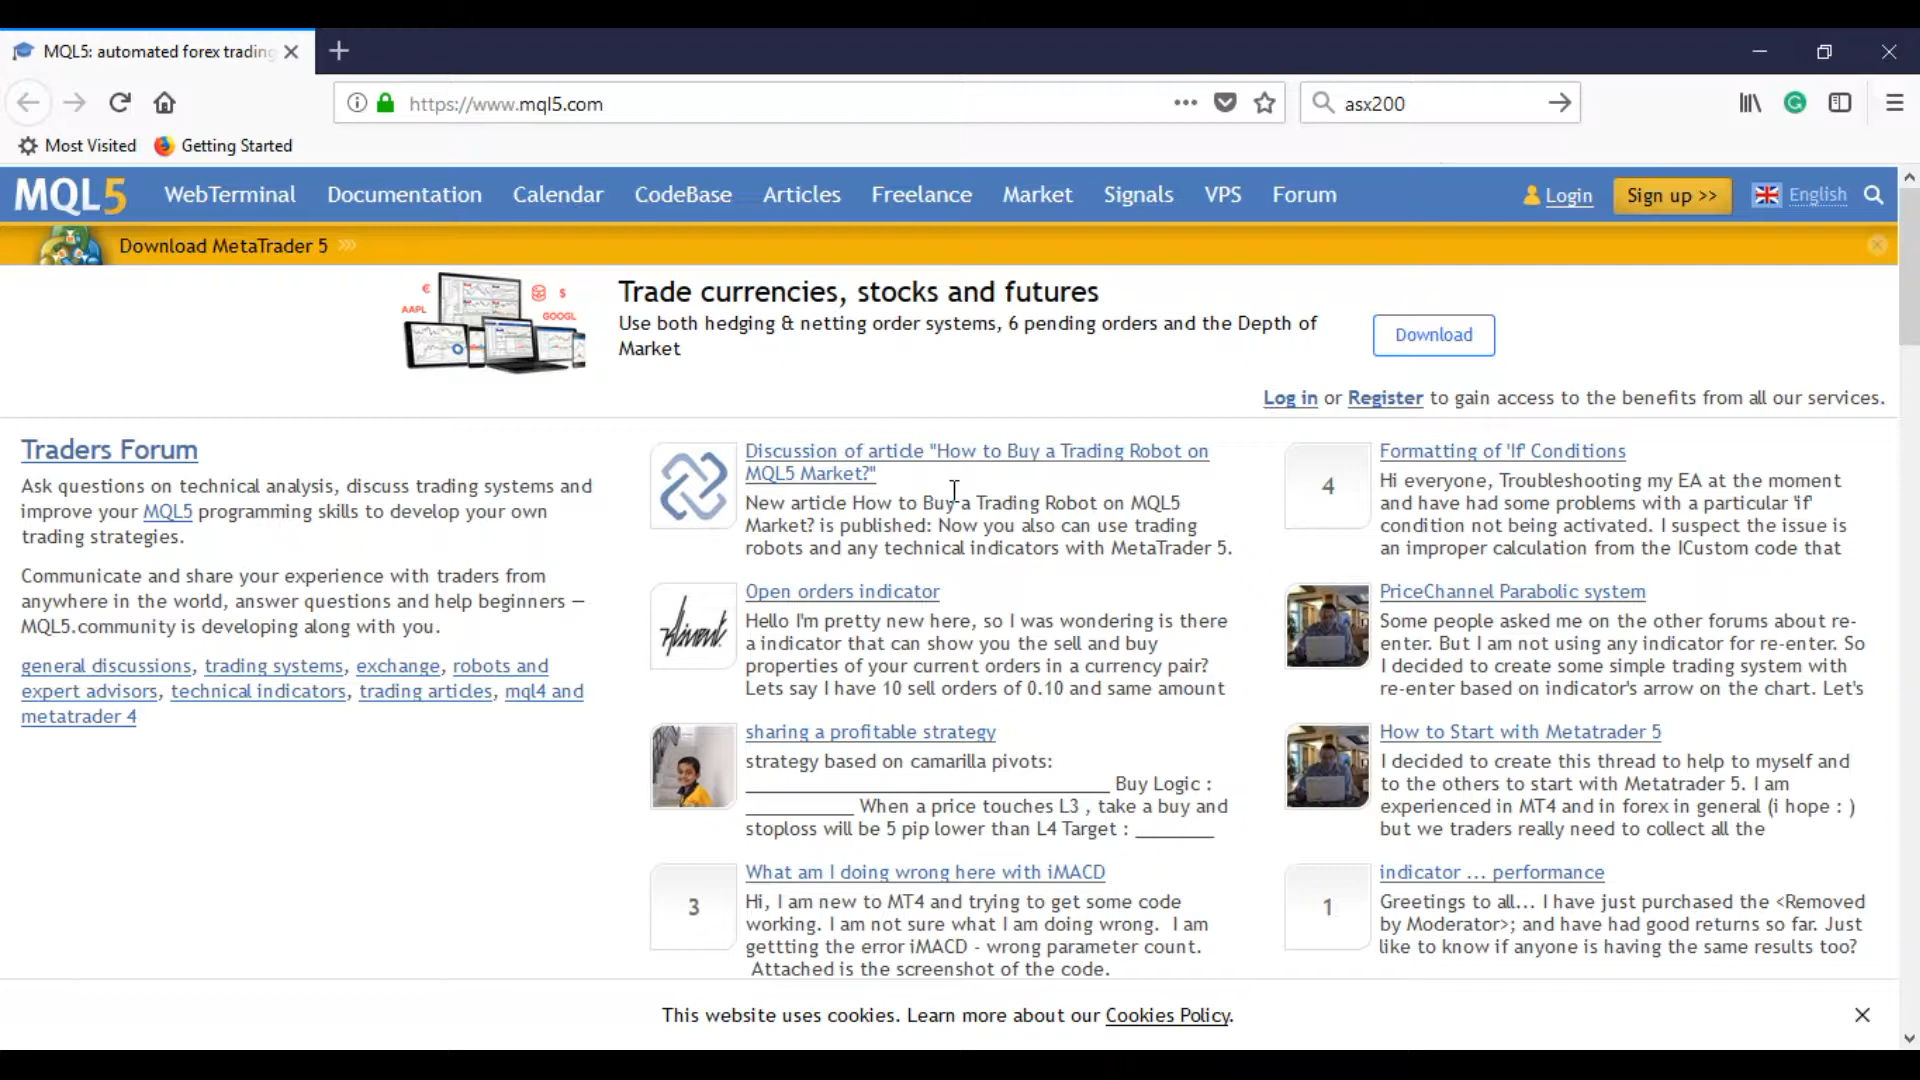 MQL5: automated forex trading
https://www.mql5.com
asx200
Most Visited
Getting Started
MQL5
WebTerminal
Documentation
Calendar
CodeBase
Articles
Freelance
Market
Signals
VPS
Forum
Login
Sign up >>
English
Download MetaTrader 5
AAPL
GOOGL
Trade currencies, stocks and futures
Use both hedging & netting order systems, 6 pending orders and the Depth of
Market
Download
Log in or Register to gain access to the benefits from all our services.
Traders Forum
Ask questions on technical analysis, discuss trading systems and
improve your MQL5 programming skills to develop your own
trading strategies.
Communicate and share your experience with traders from
anywhere in the world, answer questions and help beginners —
MQL5.community is developing along with you.
general discussions, trading systems, exchange, robots and
expert advisors, technical indicators, trading articles, mql4 and
metatrader 4
Discussion of article "How to Buy a Trading Robot on
MQL5 Market?"
New article How to Buy a Trading Robot on MQL5
Market? is published: Now you also can use trading
robots and any technical indicators with MetaTrader 5.
Open orders indicator
Hello I'm pretty new here, so I was wondering is there
a indicator that can show you the sell and buy
properties of your current orders in a currency pair?
Lets say I have 10 sell orders of 0.10 and same amount
sharing a profitable strategy
strategy based on camarilla pivots:
__________________________________ Buy Logic :
__________ When a price touches L3 , take a buy and
stoploss will be 5 pip lower than L4 Target : _______
3
What am I doing wrong here with iMACD
Hi, I am new to MT4 and trying to get some code
working. I am not sure what I am doing wrong. I am
gettting the error iMACD - wrong parameter count.
Attached is the screenshot of the code.
4
Formatting of 'If' Conditions
Hi everyone, Troubleshooting my EA at the moment
and have had some problems with a particular 'if'
condition not being activated. I suspect the issue is
an improper calculation from the ICustom code that
PriceChannel Parabolic system
Some people asked me on the other forums about re-
enter. But I am not using any indicator for re-enter. So
I decided to create some simple trading system with
re-enter based on indicator's arrow on the chart. Let's
How to Start with Metatrader 5
I decided to create this thread to help to myself and
to the others to start with Metatrader 5. I am
experienced in MT4 and in forex in general (i hope : )
but we traders really need to collect all the
1
indicator ... performance
Greetings to all... I have just purchased the <Removed
by Moderator>; and have had good returns so far. Just
like to know if anyone is having the same results too?
This website uses cookies. Learn more about our Cookies Policy.